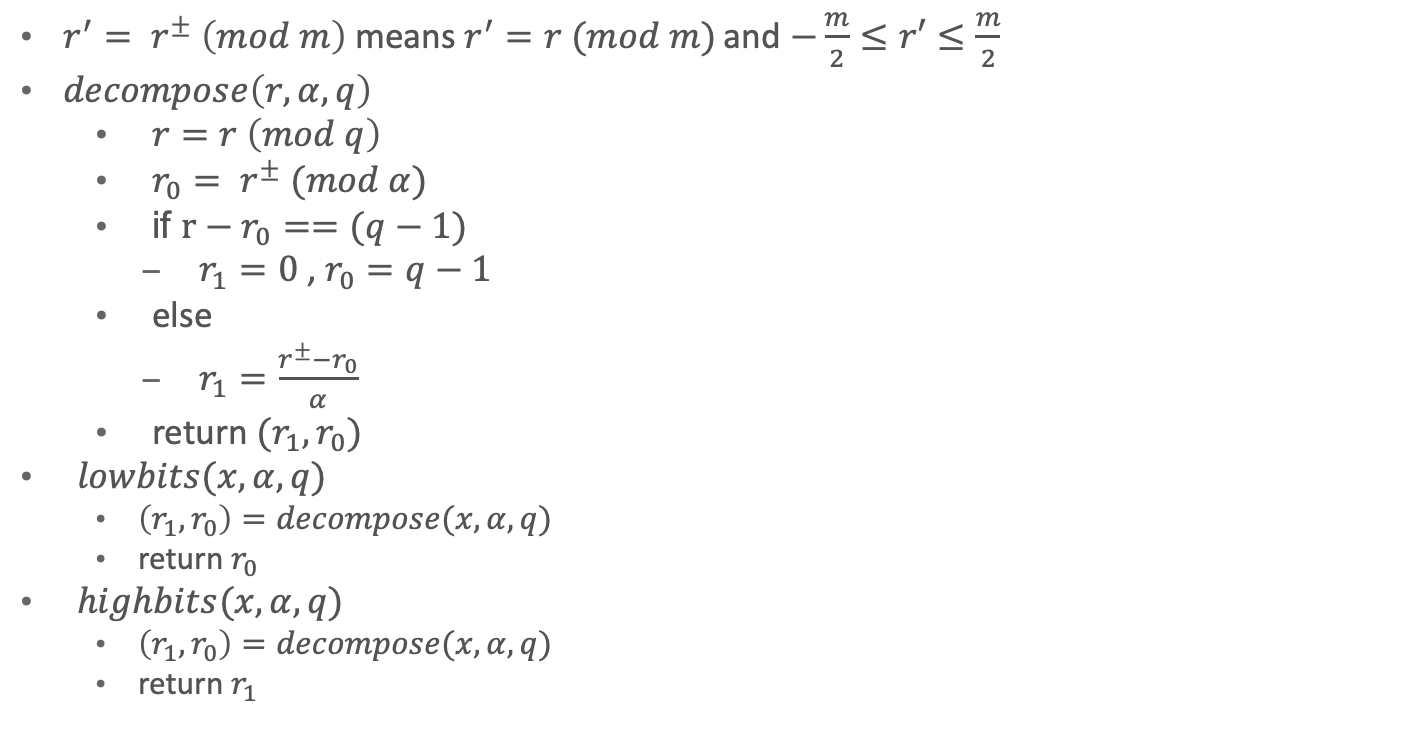 • r′ = r± (mod m) means r′ = r (mod m) and −m/2 ≤ r′ ≤ m/2
• decompose(r, α, q)
• r = r (mod q)
• r₀ = r± (mod α)
• if r − r₀ == (q − 1)
– r₁ = 0 , r₀ = q − 1
• else
– r₁ = (r±−r₀)/α
• return (r₁, r₀)
• lowbits(x, α, q)
• (r₁, r₀) = decompose(x, α, q)
• return r₀
• highbits(x, α, q)
• (r₁, r₀) = decompose(x, α, q)
• return r₁